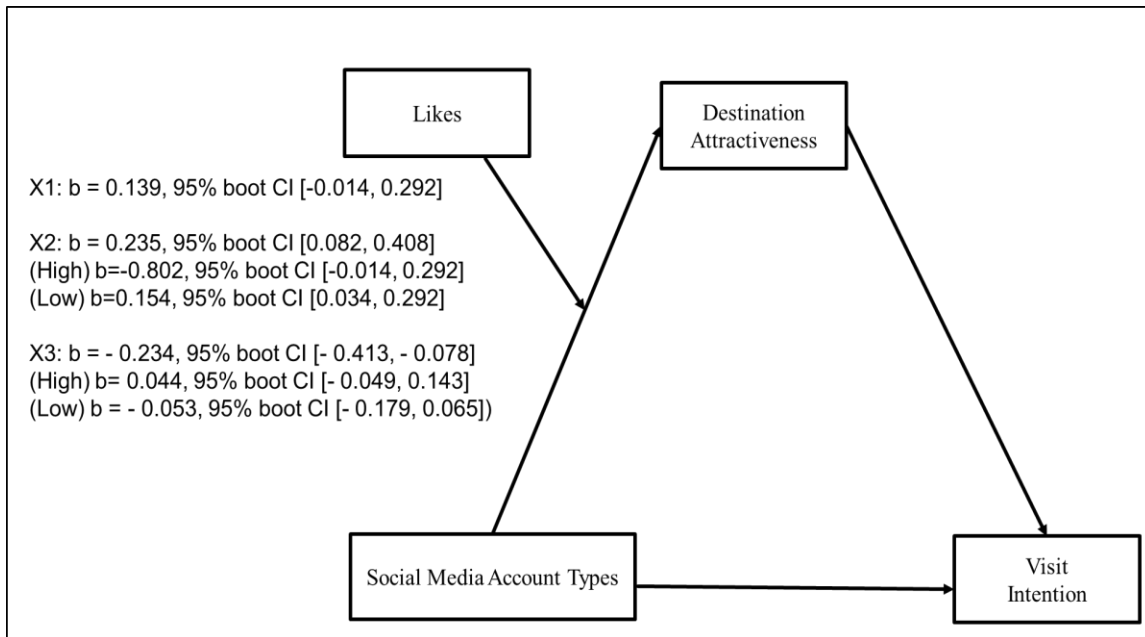 Likes
Destination
Attractiveness
X1: b = 0.139, 95% boot CI [-0.014, 0.292]
X2: b = 0.235, 95% boot CI [0.082, 0.408]
(High) b=-0.802, 95% boot CI [-0.014, 0.292]
(Low) b=0.154, 95% boot CI [0.034, 0.292]
X3: b = - 0.234, 95% boot CI [- 0.413, - 0.078]
(High) b= 0.044, 95% boot CI [- 0.049, 0.143]
(Low) b = - 0.053, 95% boot CI [- 0.179, 0.065])
Social Media Account Types
Visit
Intention